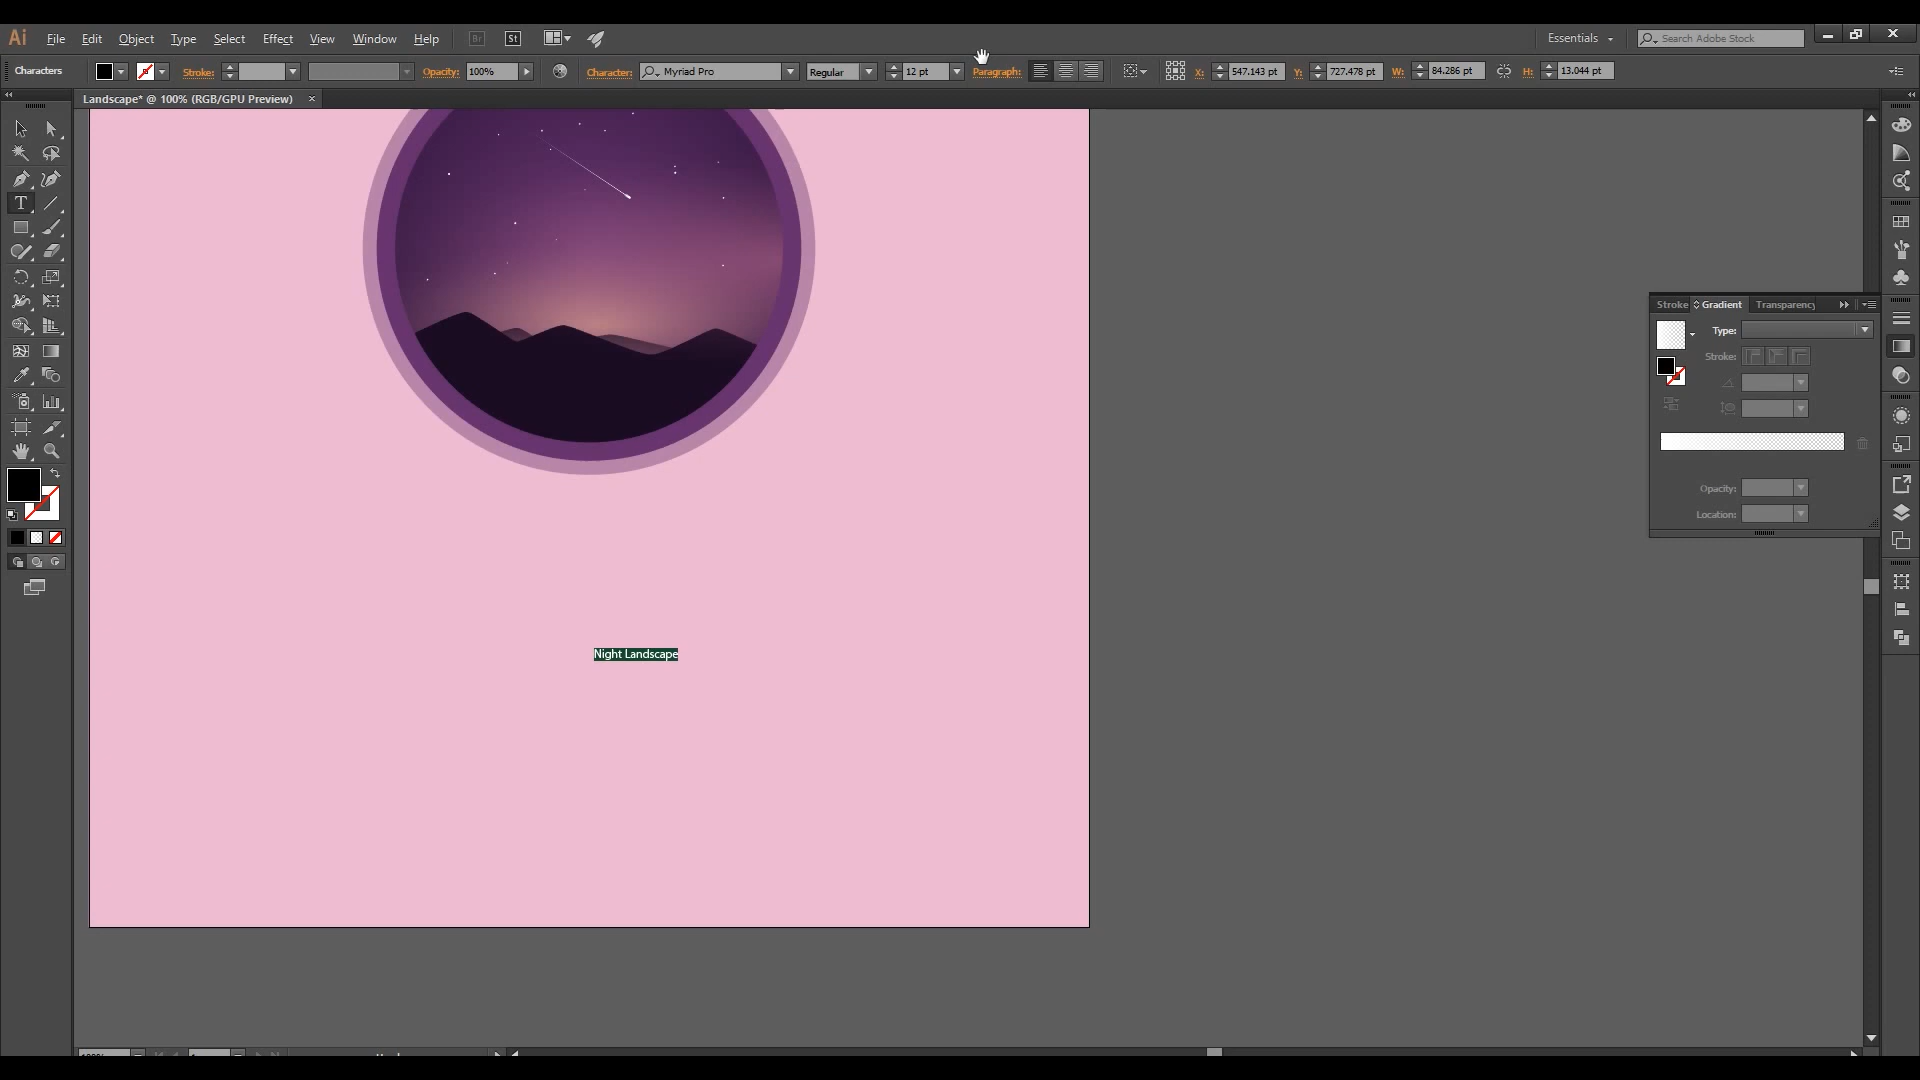 Ai File Edit Object Type Select Effect View Window Help Br St Essentials Search Adobe Stock
Characters Stroke: Opacity: 100% Character: Myriad Pro Regular 12 pt Paragraph: X: 547.143 pt Y: 727.478 pt W: 84.286 pt H: 13.044 pt
Landscape* @ 100% (RGB/GPU Preview) ×
T
Stroke Gradient Transparency
Type:
Stroke:
Opacity:
Location:
Night Landscape